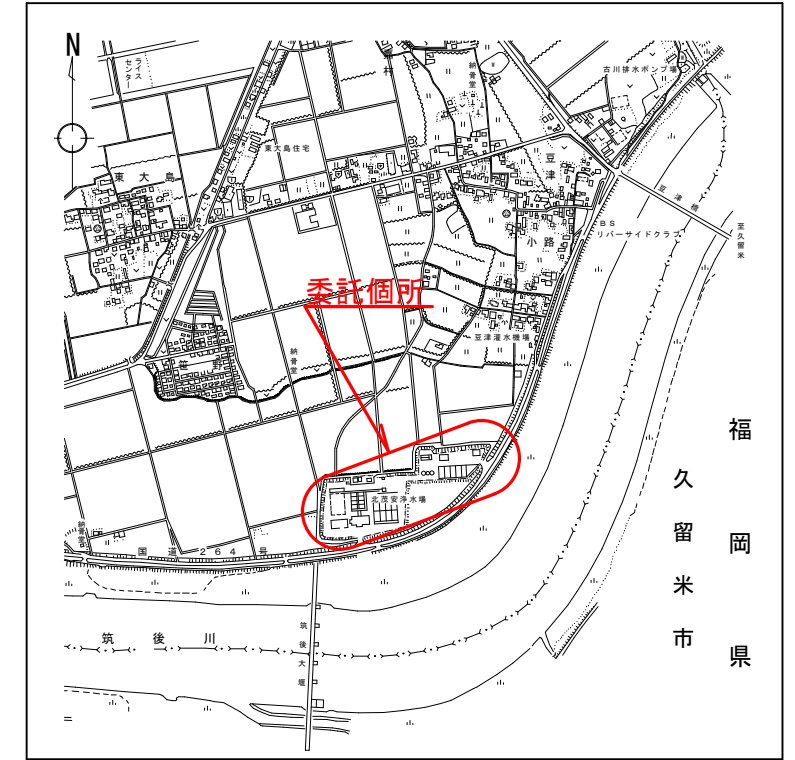 N
ライス
センター
納骨堂
古川排水ポンプ場
東大島住宅
東大島
豆津
豆津橋
至久留米
BS
リバーサイドクラブ
小路
委託個所
豆津灌水機場
納骨堂
笹野
北茂安浄水場
納骨堂
国道264号
筑後川
筑後大堰
福岡県
久留米市